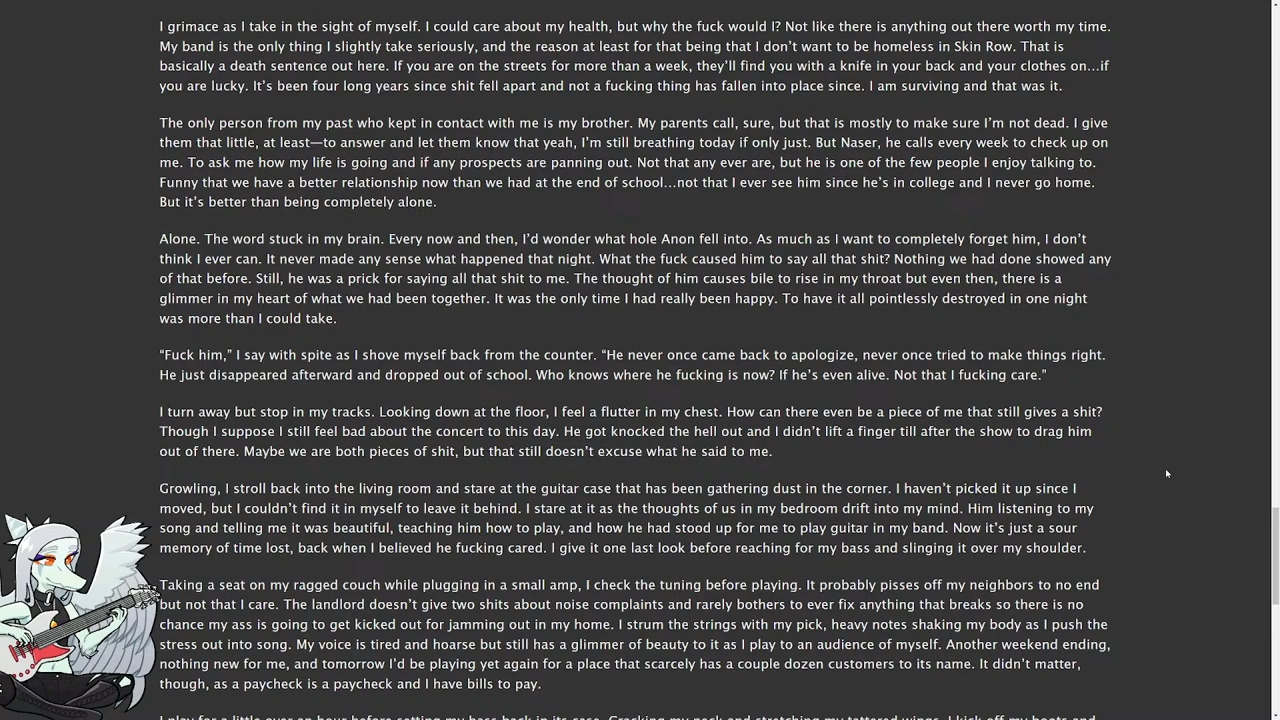 I grimace as I take in the sight of myself. I could care about my health, but why the fuck would I? Not like there is anything out there worth my time.
My band is the only thing I slightly take seriously, and the reason at least for that being that I don’t want to be homeless in Skin Row. That is
basically a death sentence out here. If you are on the streets for more than a week, they’ll find you with a knife in your back and your clothes on…if
you are lucky. It’s been four long years since shit fell apart and not a fucking thing has fallen into place since. I am surviving and that was it.
The only person from my past who kept in contact with me is my brother. My parents call, sure, but that is mostly to make sure I’m not dead. I give
them that little, at least—to answer and let them know that yeah, I’m still breathing today if only just. But Naser, he calls every week to check up on
me. To ask me how my life is going and if any prospects are panning out. Not that any ever are, but he is one of the few people I enjoy talking to.
Funny that we have a better relationship now than we had at the end of school…not that I ever see him since he’s in college and I never go home.
But it’s better than being completely alone.
Alone. The word stuck in my brain. Every now and then, I’d wonder what hole Anon fell into. As much as I want to completely forget him, I don’t
think I ever can. It never made any sense what happened that night. What the fuck caused him to say all that shit? Nothing we had done showed any
of that before. Still, he was a prick for saying all that shit to me. The thought of him causes bile to rise in my throat but even then, there is a
glimmer in my heart of what we had been together. It was the only time I had really been happy. To have it all pointlessly destroyed in one night
was more than I could take.
“Fuck him,” I say with spite as I shove myself back from the counter. “He never once came back to apologize, never once tried to make things right.
He just disappeared afterward and dropped out of school. Who knows where he fucking is now? If he’s even alive. Not that I fucking care.”
I turn away but stop in my tracks. Looking down at the floor, I feel a flutter in my chest. How can there even be a piece of me that still gives a shit?
Though I suppose I still feel bad about the concert to this day. He got knocked the hell out and I didn’t lift a finger till after the show to drag him
out of there. Maybe we are both pieces of shit, but that still doesn’t excuse what he said to me.
Growling, I stroll back into the living room and stare at the guitar case that has been gathering dust in the corner. I haven’t picked it up since I
moved, but I couldn’t find it in myself to leave it behind. I stare at it as the thoughts of us in my bedroom drift into my mind. Him listening to my
song and telling me it was beautiful, teaching him how to play, and how he had stood up for me to play guitar in my band. Now it’s just a sour
memory of time lost, back when I believed he fucking cared. I give it one last look before reaching for my bass and slinging it over my shoulder.
Taking a seat on my ragged couch while plugging in a small amp, I check the tuning before playing. It probably pisses off my neighbors to no end
but not that I care. The landlord doesn’t give two shits about noise complaints and rarely bothers to ever fix anything that breaks so there is no
chance my ass is going to get kicked out for jamming out in my home. I strum the strings with my pick, heavy notes shaking my body as I push the
stress out into song. My voice is tired and hoarse but still has a glimmer of beauty to it as I play to an audience of myself. Another weekend ending,
nothing new for me, and tomorrow I’d be playing yet again for a place that scarcely has a couple dozen customers to its name. It didn’t matter,
though, as a paycheck is a paycheck and I have bills to pay.
I play for a little over an hour before setting my bass back in its case. Cracking my neck and stretching my tattered wings, I kick off my boots and